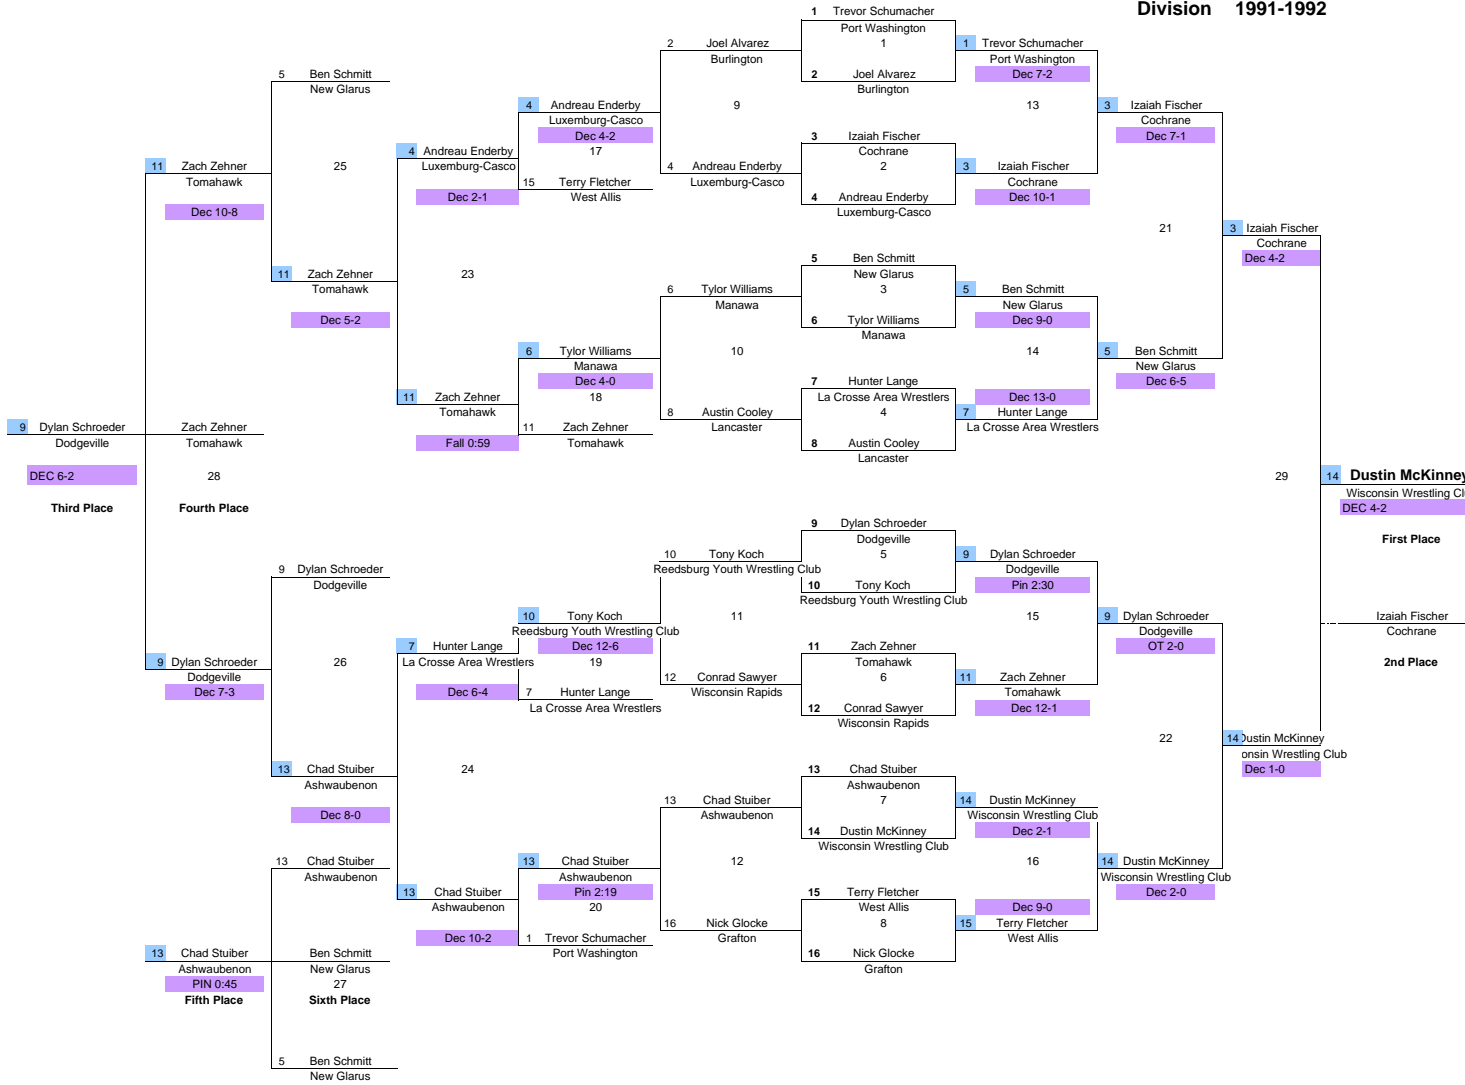 Division 1991-1992
1 Trevor Schumacher
Port Washington
1
2 Joel Alvarez
Burlington
3 Izaiah Fischer
Cochrane
2
4 Andreau Enderby
Luxemburg-Casco
5 Ben Schmitt
New Glarus
3
6 Tylor Williams
Manawa
7 Hunter Lange
La Crosse Area Wrestlers
4
8 Austin Cooley
Lancaster
9 Dylan Schroeder
Dodgeville
5
10 Tony Koch
Reedsburg Youth Wrestling Club
11 Zach Zehner
Tomahawk
6
12 Conrad Sawyer
Wisconsin Rapids
13 Chad Stuiber
Ashwaubenon
7
14 Dustin McKinney
Wisconsin Wrestling Club
15 Terry Fletcher
West Allis
8
16 Nick Glocke
Grafton
1 Trevor Schumacher
Port Washington
Dec 7-2
13
3 Izaiah Fischer
Cochrane
Dec 10-1
5 Ben Schmitt
New Glarus
Dec 9-0
14
Dec 13-0
7 Hunter Lange
La Crosse Area Wrestlers
9 Dylan Schroeder
Dodgeville
Pin 2:30
15
11 Zach Zehner
Tomahawk
Dec 12-1
14 Dustin McKinney
Wisconsin Wrestling Club
Dec 2-1
16
Dec 9-0
15 Terry Fletcher
West Allis
3 Izaiah Fischer
Cochrane
Dec 7-1
21
5 Ben Schmitt
New Glarus
Dec 6-5
9 Dylan Schroeder
Dodgeville
OT 2-0
22
14 Dustin McKinney
Wisconsin Wrestling Club
Dec 2-0
3 Izaiah Fischer
Cochrane
Dec 4-2
29
14 Dustin McKinney
onsin Wrestling Club
Dec 1-0
14 Dustin McKinney
Wisconsin Wrestling Cl
DEC 4-2
First Place
Izaiah Fischer
Cochrane
2nd Place
2 Joel Alvarez
Burlington
9
4 Andreau Enderby
Luxemburg-Casco
6 Tylor Williams
Manawa
10
8 Austin Cooley
Lancaster
10 Tony Koch
Reedsburg Youth Wrestling Club
11
12 Conrad Sawyer
Wisconsin Rapids
13 Chad Stuiber
Ashwaubenon
12
16 Nick Glocke
Grafton
4 Andreau Enderby
Luxemburg-Casco
Dec 4-2
17
15 Terry Fletcher
West Allis
6 Tylor Williams
Manawa
Dec 4-0
18
11 Zach Zehner
Tomahawk
10 Tony Koch
Reedsburg Youth Wrestling Club
Dec 12-6
19
7 Hunter Lange
La Crosse Area Wrestlers
13 Chad Stuiber
Ashwaubenon
Pin 2:19
20
1 Trevor Schumacher
Port Washington
4 Andreau Enderby
Luxemburg-Casco
Dec 2-1
23
11 Zach Zehner
Tomahawk
Fall 0:59
7 Hunter Lange
La Crosse Area Wrestlers
Dec 6-4
24
13 Chad Stuiber
Ashwaubenon
Dec 10-2
5 Ben Schmitt
New Glarus
25
11 Zach Zehner
Tomahawk
Dec 5-2
9 Dylan Schroeder
Dodgeville
26
13 Chad Stuiber
Ashwaubenon
Dec 8-0
11 Zach Zehner
Tomahawk
Dec 10-8
9 Dylan Schroeder
Dodgeville
Dec 7-3
9 Dylan Schroeder
Dodgeville
DEC 6-2
Third Place
Zach Zehner
Tomahawk
28
Fourth Place
13 Chad Stuiber
Ashwaubenon
13 Chad Stuiber
Ashwaubenon
PIN 0:45
Fifth Place
Ben Schmitt
New Glarus
27
Sixth Place
5 Ben Schmitt
New Glarus